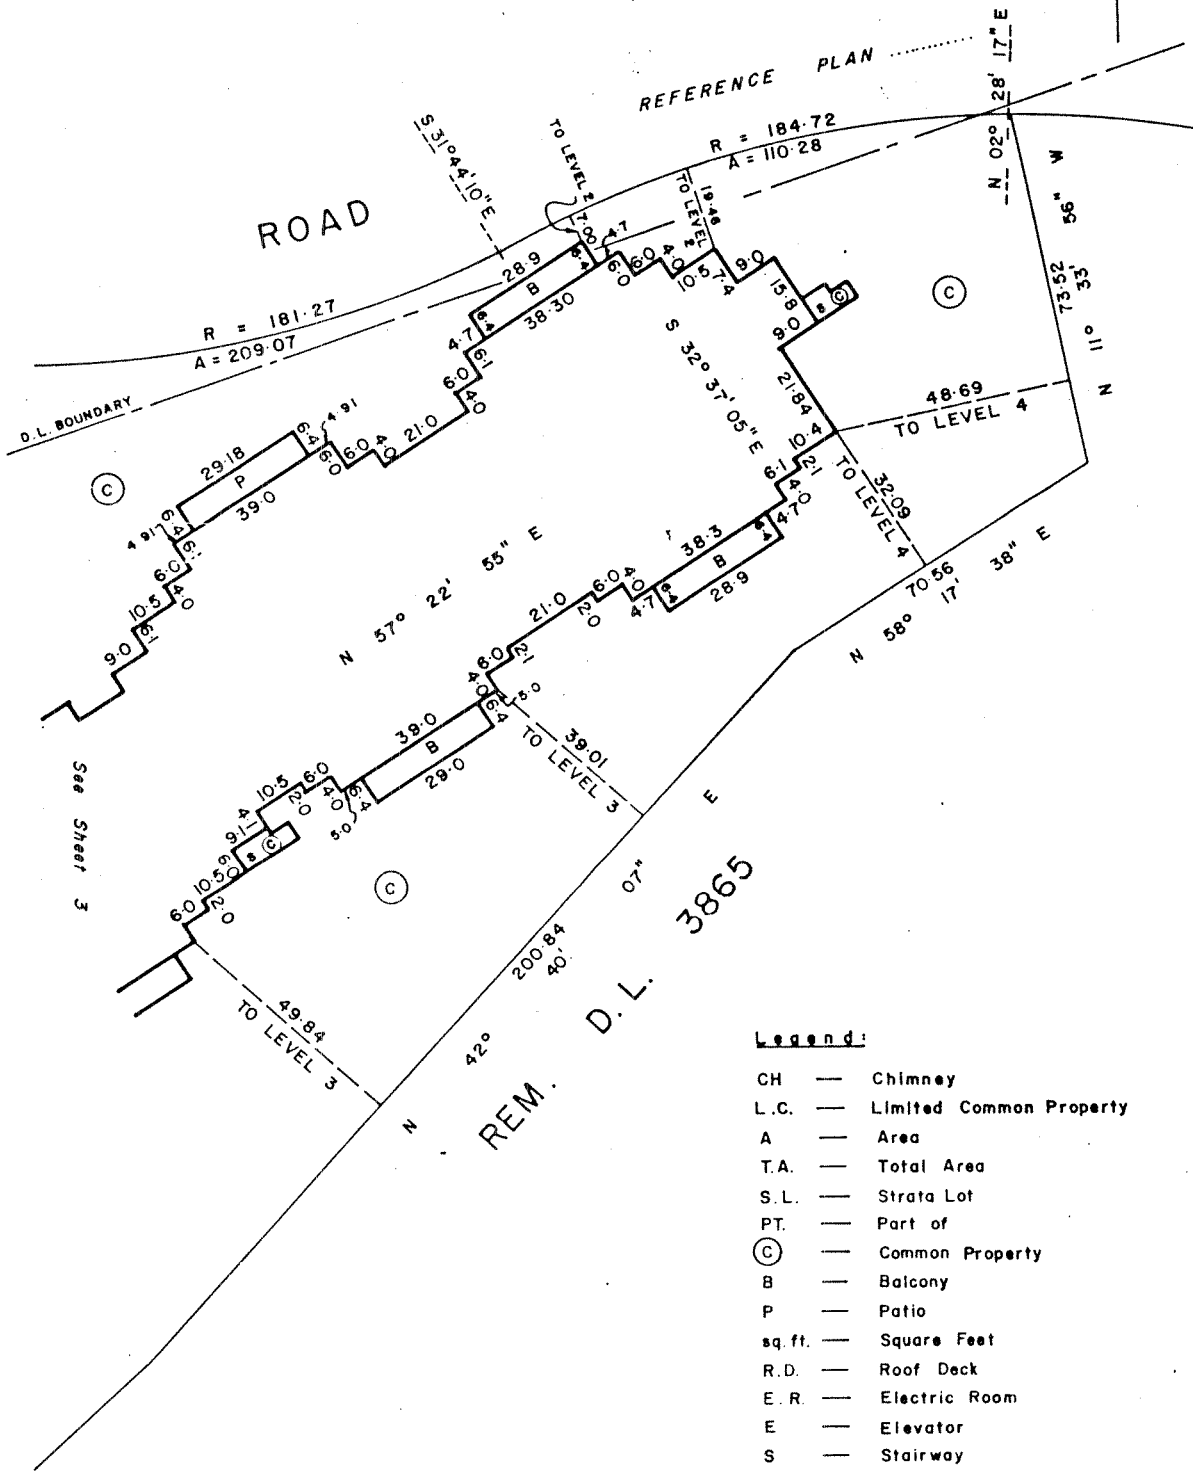 REFERENCE PLAN ............
N 02° 28' 17" E
S 31° 44' 10" E
TO LEVEL 2
R = 184.72
A = 110.28
ROAD
7.00
4.7
19.46
TO LEVEL 2
N 11° 33' 56" W
73.52
28.9
6.4
B
6.4
38.30
6.0
6.0
4.0
10.5
7.4
9.0
15.8
S
C
9.0
C
R = 181.27
A = 209.07
4.7
6.1
6.0
4.0
21.0
D.L. BOUNDARY
S 32° 37' 05" E
21.84
48.69
TO LEVEL 4
4.91
6.4
6.0
6.0
4.0
29.18
P
39.0
C
6.4
4.91
6.1
6.0
4.0
10.5
6.1
9.0
10.4
2.1
6.1
4.0
4.7
TO LEVEL 4
32.09
38.3
6.4
B
6.4
28.9
N 57° 22' 55" E
4.7
4.0
6.0
2.0
21.0
2.1
6.0
4.0
70.56
N 58° 17' 38" E
5.0
6.4
39.0
B
29.0
39.01
TO LEVEL 3
See Sheet 3
6.0
10.5
2.0
4.0
6.4
5.0
4.1
9.1
6.0
S
C
10.5
2.0
6.0
C
49.84
TO LEVEL 3
N 42° 40' 07" E
200.84
REM. D.L. 3865
Legend:
CH — Chimney
L.C. — Limited Common Property
A — Area
T.A. — Total Area
S.L. — Strata Lot
PT. — Part of
C — Common Property
B — Balcony
P — Patio
sq.ft. — Square Feet
R.D. — Roof Deck
E.R. — Electric Room
E — Elevator
S — Stairway